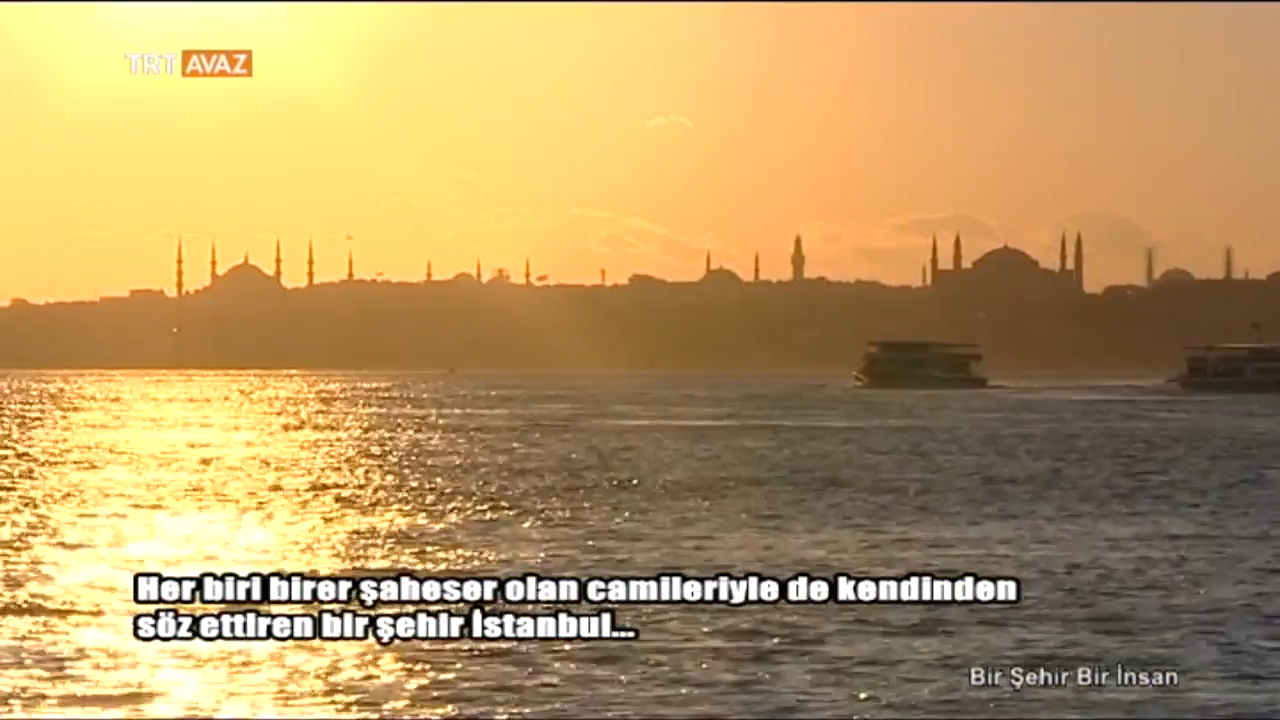 TRT AVAZ
Her biri birer şaheser olan camileriyle de kendinden
söz ettiren bir şehir İstanbul...
Bir Şehir Bir İnsan